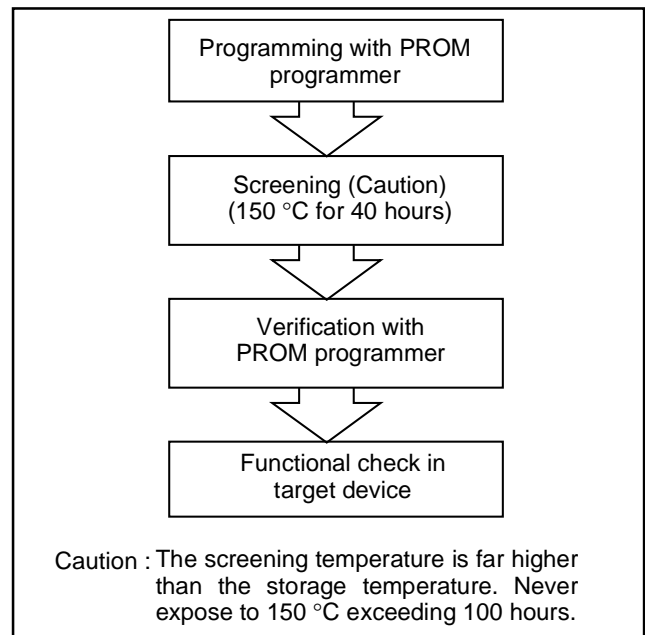 Programming with PROM
programmer
Screening (Caution)
(150 °C for 40 hours)
Verification with
PROM programmer
Functional check in
target device
Caution : The screening temperature is far higher
than the storage temperature. Never
expose to 150 °C exceeding 100 hours.